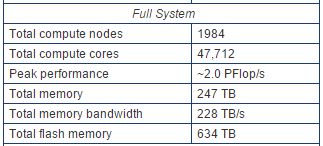 Full System
Total compute nodes 1984
Total compute cores 47,712
Peak performance ~2.0 PFlop/s
Total memory 247 TB
Total memory bandwidth 228 TB/s
Total flash memory 634 TB